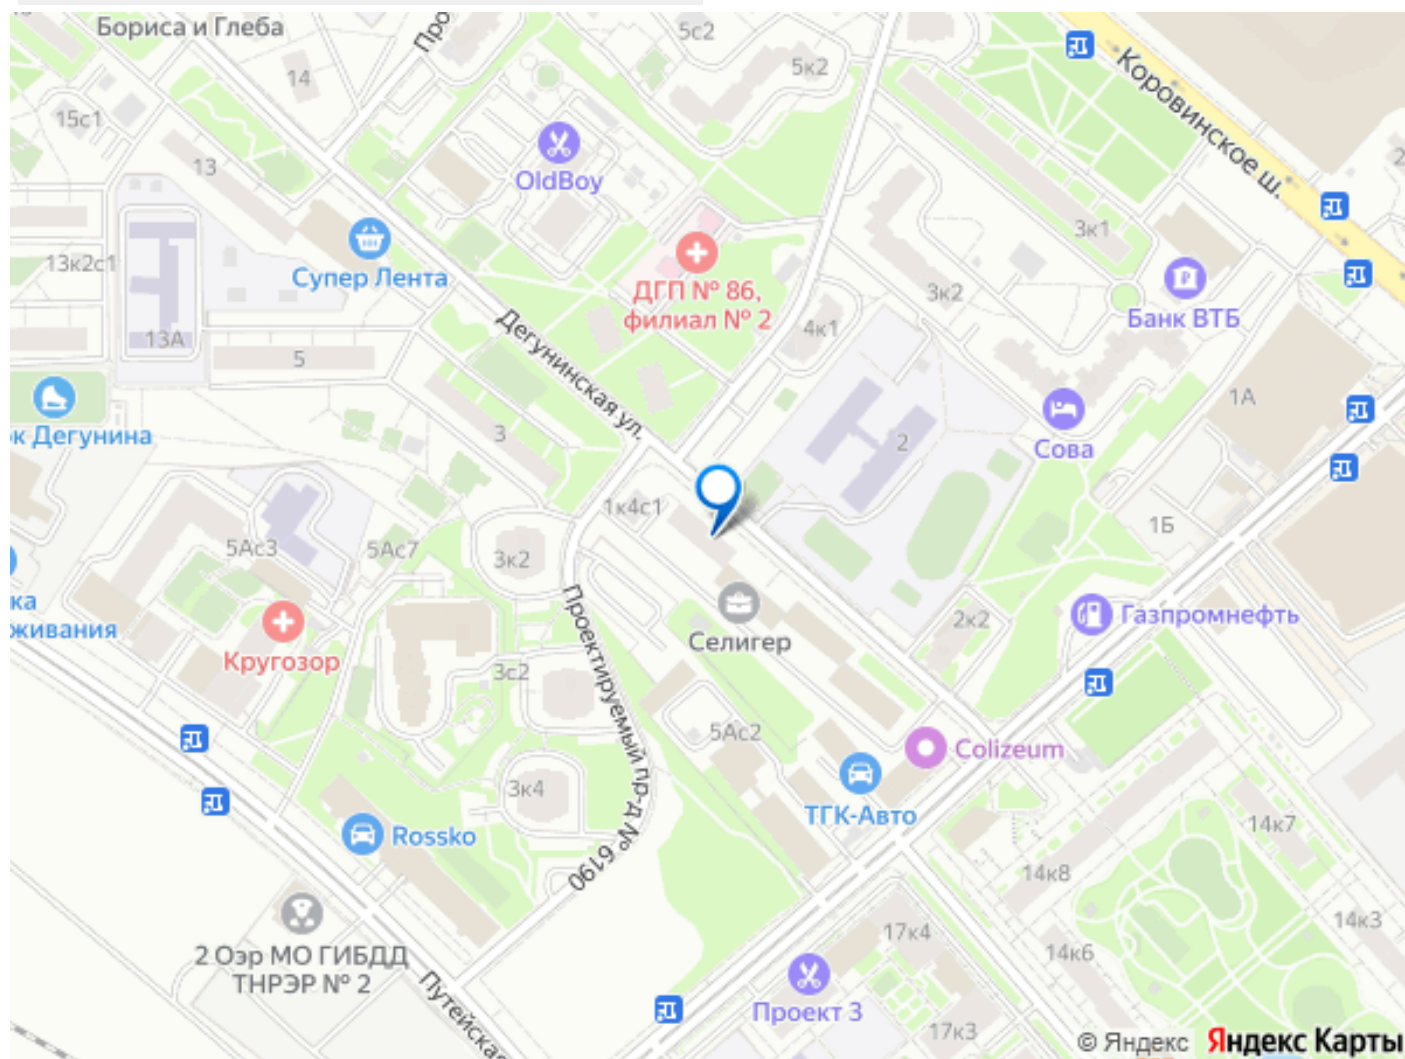 Бориса и Глеба
5с2
5к2
14
15с1
13
OldBoy
Коровинское ш.
3к1
Супер Лента
13к2с1
ДГП № 86,
филиал № 2
3к2
Банк ВТБ
4к1
13А
5
Дегунинская ул.
1А
3
2
Сова
к Дегунина
1к4с1
1Б
5Ас3
5Ас7
3к2
ка
живания
Кругозор
Селигер
2к2
Газпромнефть
3с2
Проектируемый пр-д № 6190
5Ас2
Colizeum
3к4
ТГК-Авто
Rossko
14к7
14к8
14к3
17к4
14к6
2 Оэр МО ГИБДД
ТНРЭР № 2
Путейская
Проект 3
17к3
© Яндекс Яндекс Карты